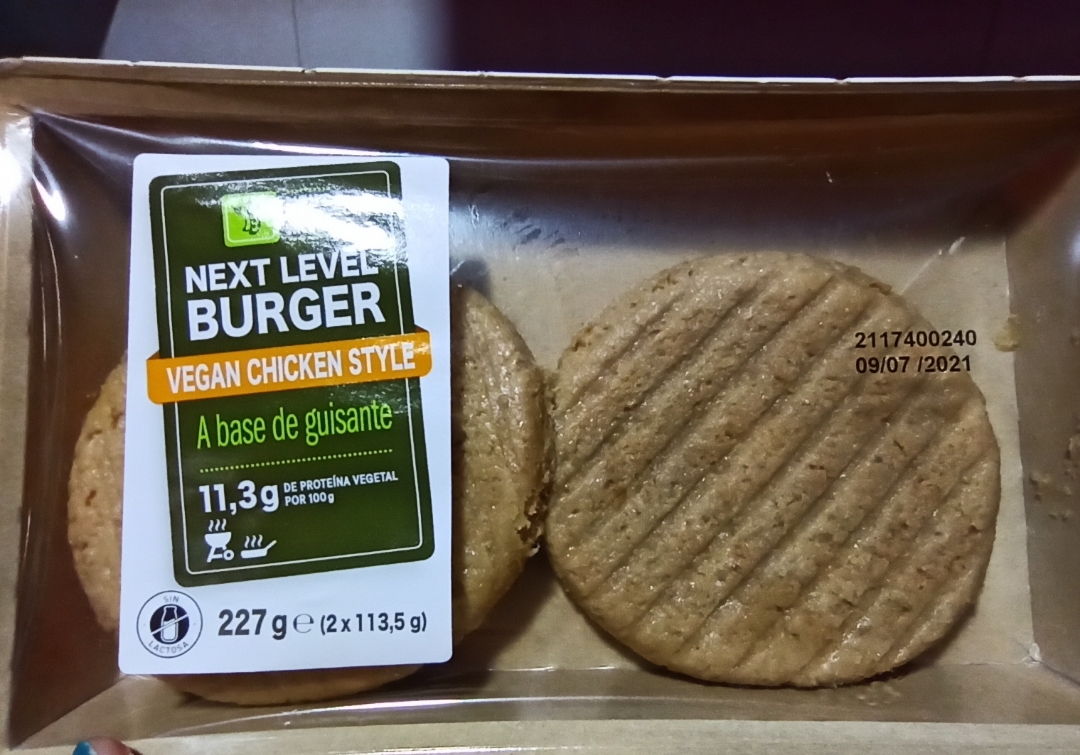 NEXT LEVEL
BURGER
VEGAN CHICKEN STYLE
A base de guisante
11,3g DE PROTEÍNA VEGETAL
POR 100g
SIN
LACTOSA
227 g ℮ (2 x 113,5 g)
2117400240
09/07 /2021